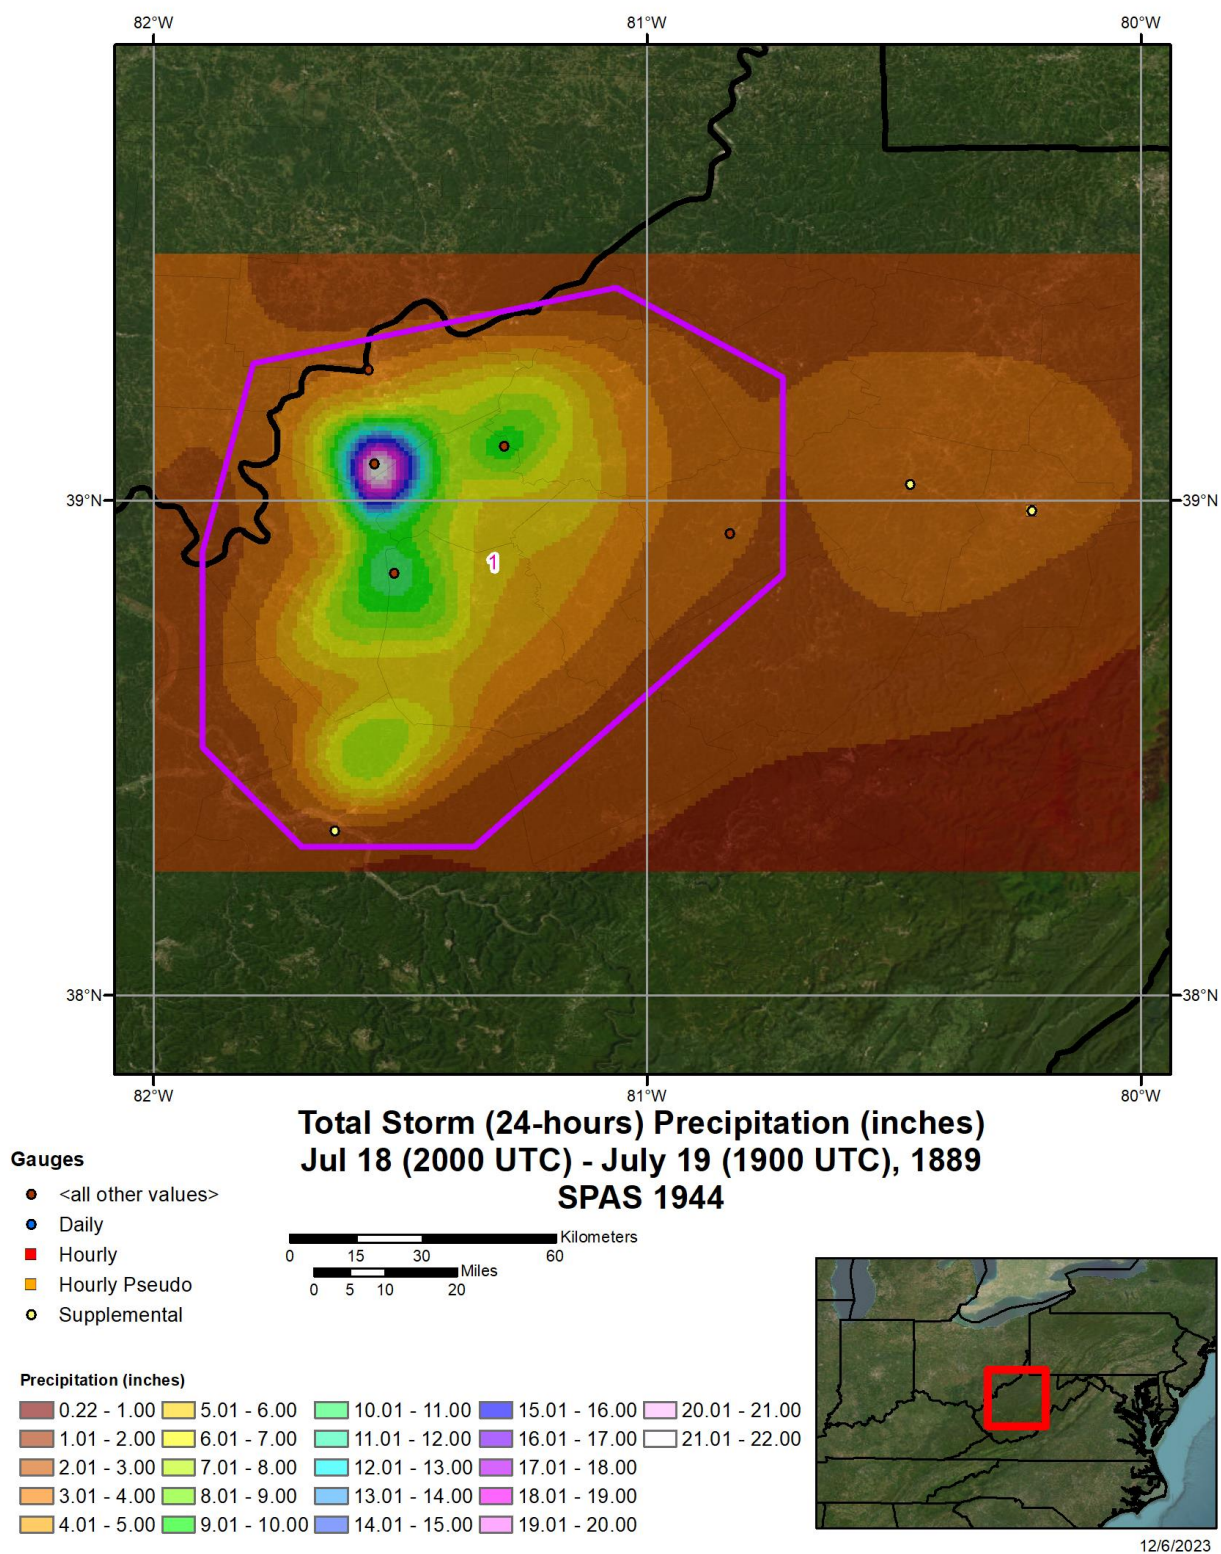 82°W 81°W 80°W
39°N 39°N
1
38°N 38°N
82°W 81°W 80°W
Total Storm (24-hours) Precipitation (inches)
Jul 18 (2000 UTC) - July 19 (1900 UTC), 1889
SPAS 1944
Gauges
<all other values>
Daily
Hourly
Hourly Pseudo
Supplemental
Kilometers
0 15 30 60
Miles
0 5 10 20
Precipitation (inches)
0.22 - 1.00 5.01 - 6.00 10.01 - 11.00 15.01 - 16.00 20.01 - 21.00
1.01 - 2.00 6.01 - 7.00 11.01 - 12.00 16.01 - 17.00 21.01 - 22.00
2.01 - 3.00 7.01 - 8.00 12.01 - 13.00 17.01 - 18.00
3.01 - 4.00 8.01 - 9.00 13.01 - 14.00 18.01 - 19.00
4.01 - 5.00 9.01 - 10.00 14.01 - 15.00 19.01 - 20.00
12/6/2023